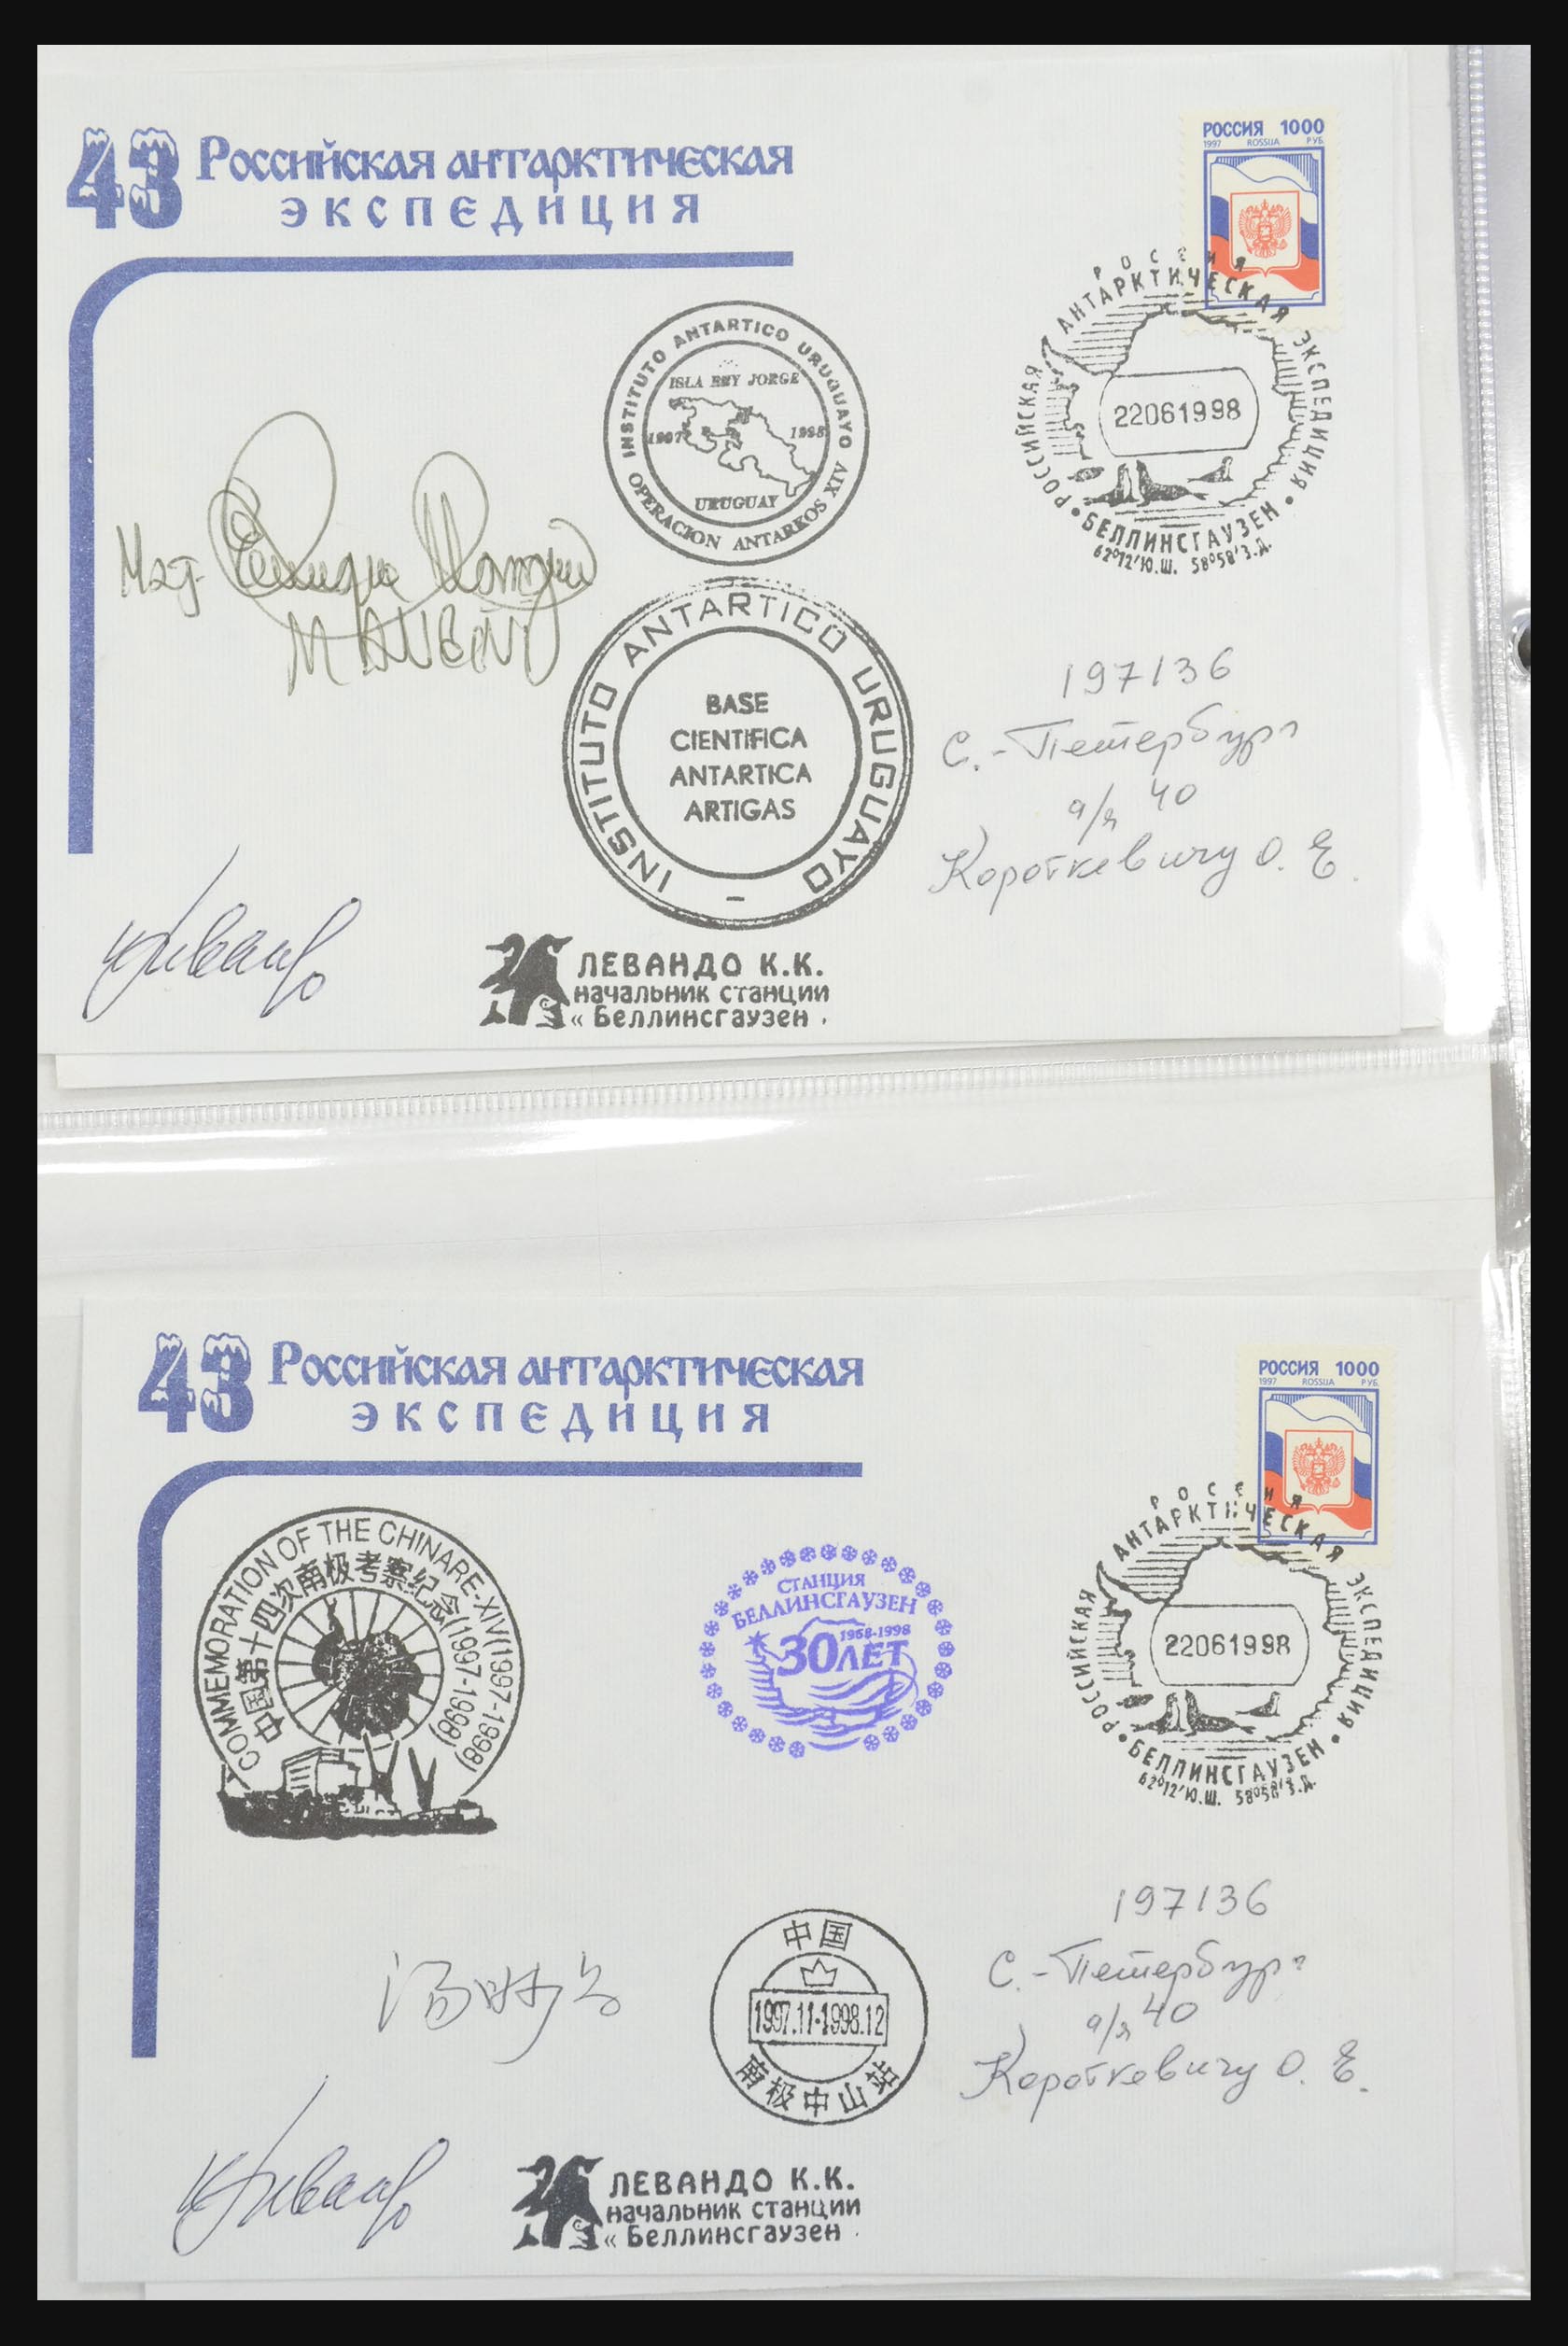 43 Российская антарктическая
экспедиция
РОССИЯ 1000
1997 ROSSIJA РУБ.
INSTITUTO ANTARTICO URUGUAYO
ISLA REY JORGE
1997 1998
URUGUAY
OPERACION ANTARKOS XIV
РОССИЯ
РОССИЙСКАЯ АНТАРКТИЧЕСКАЯ ЭКСПЕДИЦИЯ
22061998
• БЕЛЛИНСГАУЗЕН •
62°12'Ю.Ш. 58°58'З.Д.
INSTITUTO ANTARTICO URUGUAYO
BASE
CIENTIFICA
ANTARTICA
ARTIGAS
-
197136
С.-Петербург
а/я 40
Короткевичу О. Е.
ЛЕВАНДО К.К.
начальник станции
« Беллинсгаузен
43 Российская антарктическая
экспедиция
РОССИЯ 1000
1997 ROSSIJA РУБ.
COMMEMORATION OF THE CHINARE-XIV(1997-1998)
中国第十四次南极考察纪念(1997-1998)
СТАНЦИЯ
БЕЛЛИНСГАУЗЕН
1968-1998
30 ЛЕТ
РОССИЯ
РОССИЙСКАЯ АНТАРКТИЧЕСКАЯ ЭКСПЕДИЦИЯ
22061998
• БЕЛЛИНСГАУЗЕН •
62°12'Ю.Ш. 58°58'З.Д.
中国
1997.11-1998.12
南极中山站
197136
С.-Петербург
а/я 40
Короткевичу О. Е.
ЛЕВАНДО К.К.
начальник станции
« Беллинсгаузен